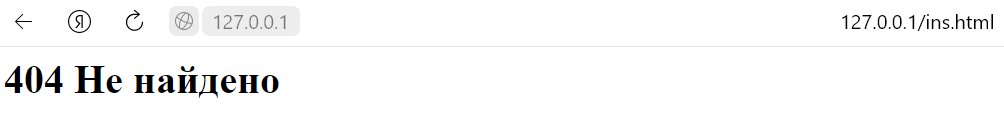 Я 127.0.0.1 127.0.0.1/ins.html
404 Не найдено